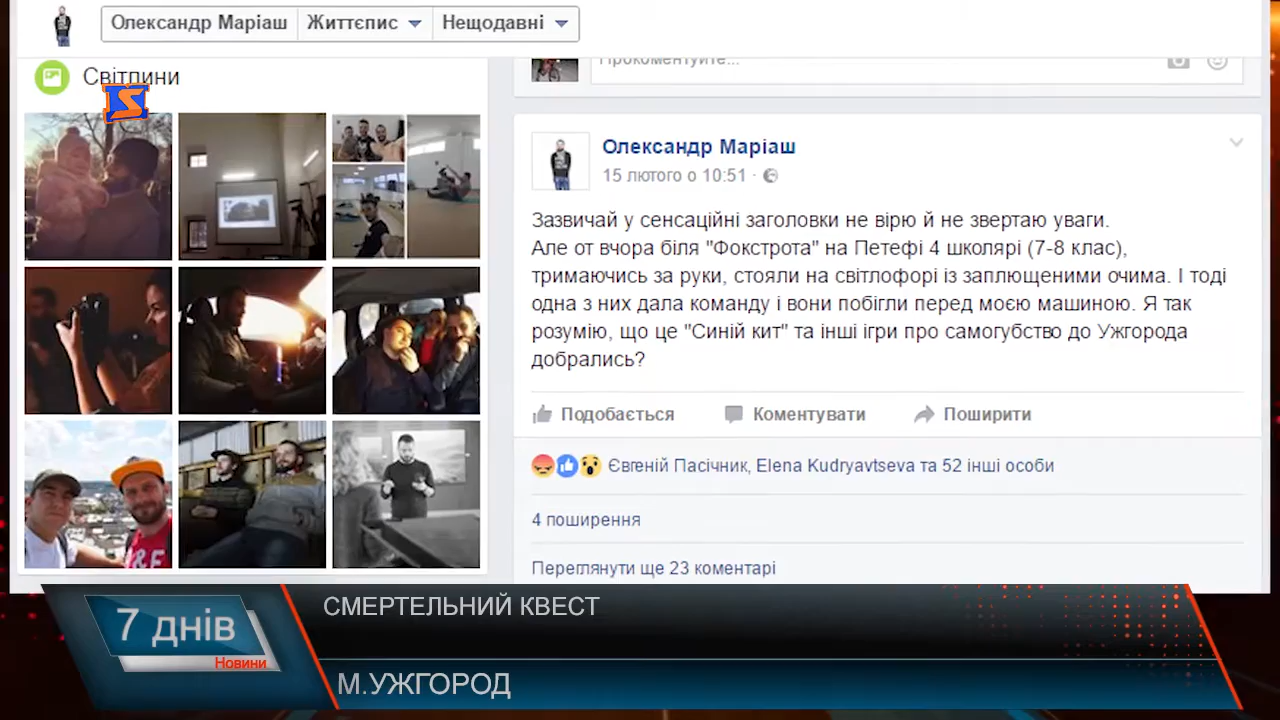 Олександр Маріаш
Життєпис
Нещодавні
Світлини
Прокоментуйте...
Олександр Маріаш
15 лютого о 10:51 ·
Зазвичай у сенсаційні заголовки не вірю й не звертаю уваги.
Але от вчора біля "Фокстрота" на Петефі 4 школярі (7-8 клас),
тримаючись за руки, стояли на світлофорі із заплющеними очима. І тоді
одна з них дала команду і вони побігли перед моєю машиною. Я так
розумію, що це "Синій кит" та інші ігри про самогубство до Ужгорода
добрались?
Подобається
Коментувати
Поширити
Євгеній Пасічник, Elena Kudryavtseva та 52 інші особи
4 поширення
Переглянути ще 23 коментарі
7 днів
Новини
СМЕРТЕЛЬНИЙ КВЕСТ
М.УЖГОРОД